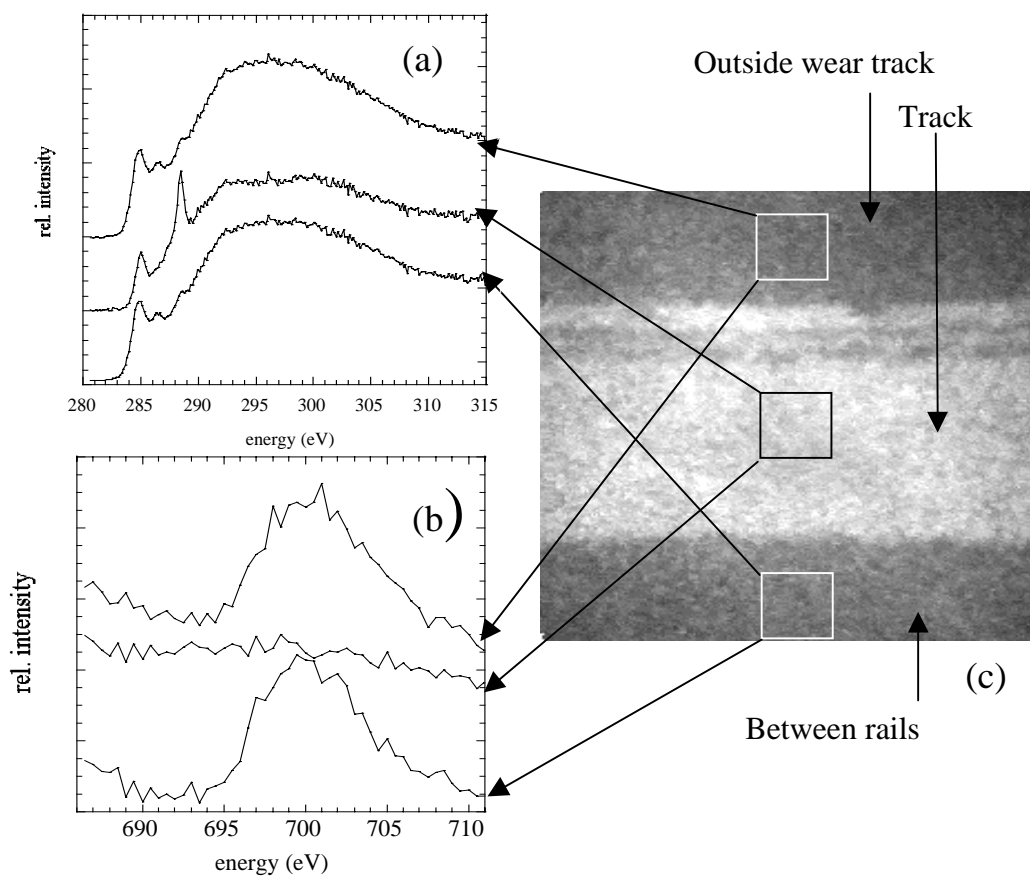 (a)
rel. intensity
280 285 290 295 300 305 310 315
energy (eV)
Outside wear track
Track
(b)
rel. intensity
690 695 700 705 710
energy (eV)
(c)
Between rails